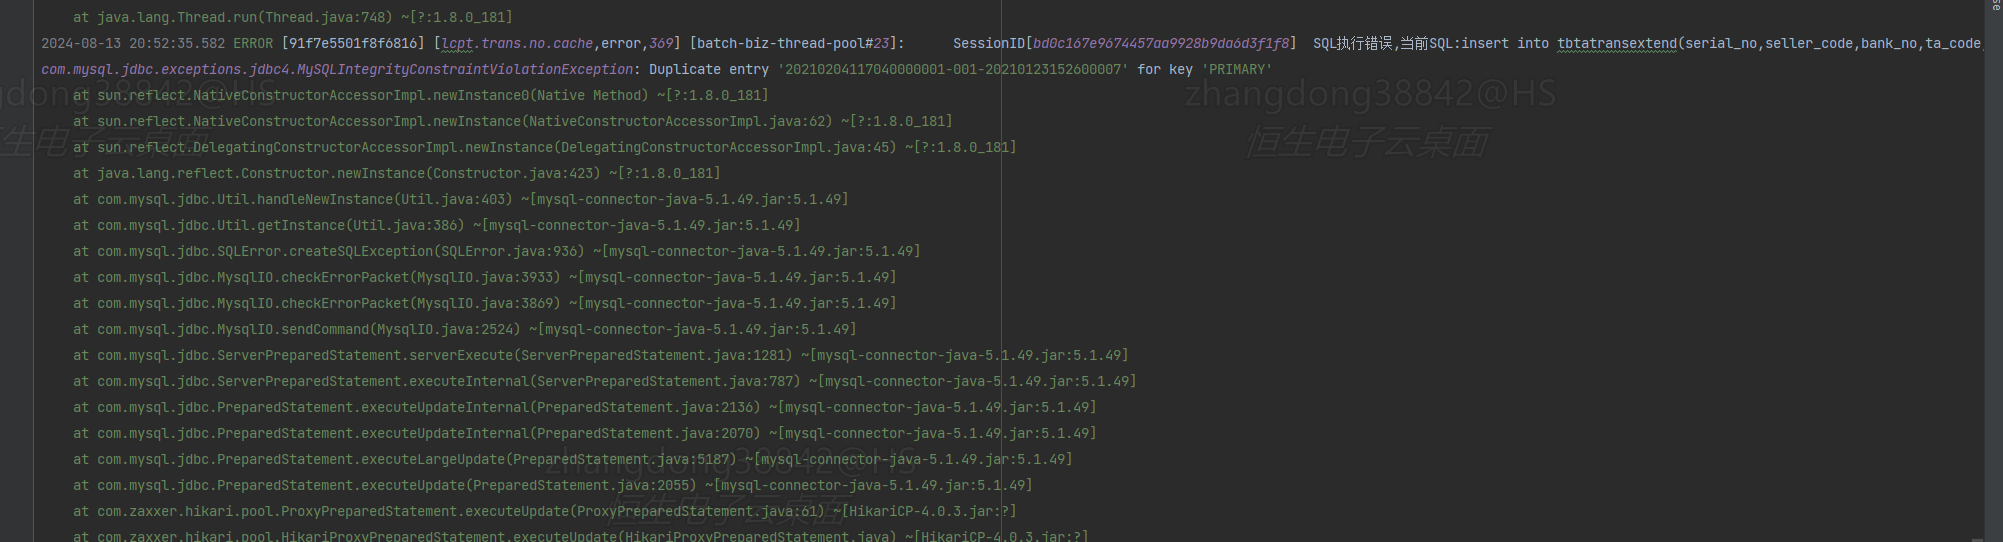 at java.lang.Thread.run(Thread.java:748) ~[?:1.8.0_181]
2024-08-13 20:52:35.582 ERROR [91f7e5501f8f6816] [lcpt.trans.no.cache,error,369] [batch-biz-thread-pool#23]: SessionID[bd0c167e9674457aa9928b9da6d3f1f8] SQL执行错误,当前SQL:insert into tbtatransextend(serial_no,seller_code,bank_no,ta_code,
com.mysql.jdbc.exceptions.jdbc4.MySQLIntegrityConstraintViolationException: Duplicate entry '20210204117040000001-001-20210123152600007' for key 'PRIMARY'
at sun.reflect.NativeConstructorAccessorImpl.newInstance0(Native Method) ~[?:1.8.0_181]
at sun.reflect.NativeConstructorAccessorImpl.newInstance(NativeConstructorAccessorImpl.java:62) ~[?:1.8.0_181]
at sun.reflect.DelegatingConstructorAccessorImpl.newInstance(DelegatingConstructorAccessorImpl.java:45) ~[?:1.8.0_181]
at java.lang.reflect.Constructor.newInstance(Constructor.java:423) ~[?:1.8.0_181]
at com.mysql.jdbc.Util.handleNewInstance(Util.java:403) ~[mysql-connector-java-5.1.49.jar:5.1.49]
at com.mysql.jdbc.Util.getInstance(Util.java:386) ~[mysql-connector-java-5.1.49.jar:5.1.49]
at com.mysql.jdbc.SQLError.createSQLException(SQLError.java:936) ~[mysql-connector-java-5.1.49.jar:5.1.49]
at com.mysql.jdbc.MysqlIO.checkErrorPacket(MysqlIO.java:3933) ~[mysql-connector-java-5.1.49.jar:5.1.49]
at com.mysql.jdbc.MysqlIO.checkErrorPacket(MysqlIO.java:3869) ~[mysql-connector-java-5.1.49.jar:5.1.49]
at com.mysql.jdbc.MysqlIO.sendCommand(MysqlIO.java:2524) ~[mysql-connector-java-5.1.49.jar:5.1.49]
at com.mysql.jdbc.ServerPreparedStatement.serverExecute(ServerPreparedStatement.java:1281) ~[mysql-connector-java-5.1.49.jar:5.1.49]
at com.mysql.jdbc.ServerPreparedStatement.executeInternal(ServerPreparedStatement.java:787) ~[mysql-connector-java-5.1.49.jar:5.1.49]
at com.mysql.jdbc.PreparedStatement.executeUpdateInternal(PreparedStatement.java:2136) ~[mysql-connector-java-5.1.49.jar:5.1.49]
at com.mysql.jdbc.PreparedStatement.executeUpdateInternal(PreparedStatement.java:2070) ~[mysql-connector-java-5.1.49.jar:5.1.49]
at com.mysql.jdbc.PreparedStatement.executeLargeUpdate(PreparedStatement.java:5187) ~[mysql-connector-java-5.1.49.jar:5.1.49]
at com.mysql.jdbc.PreparedStatement.executeUpdate(PreparedStatement.java:2055) ~[mysql-connector-java-5.1.49.jar:5.1.49]
at com.zaxxer.hikari.pool.ProxyPreparedStatement.executeUpdate(ProxyPreparedStatement.java:61) ~[HikariCP-4.0.3.jar:?]
at com.zaxxer.hikari.pool.HikariProxyPreparedStatement.executeUpdate(HikariProxyPreparedStatement.java) ~[HikariCP-4.0.3.jar:?]
gdong38842@HS
生电子云桌面
zhangdong38842@HS
恒生电子云桌面
zhangdong38842@HS
恒生电子云桌面